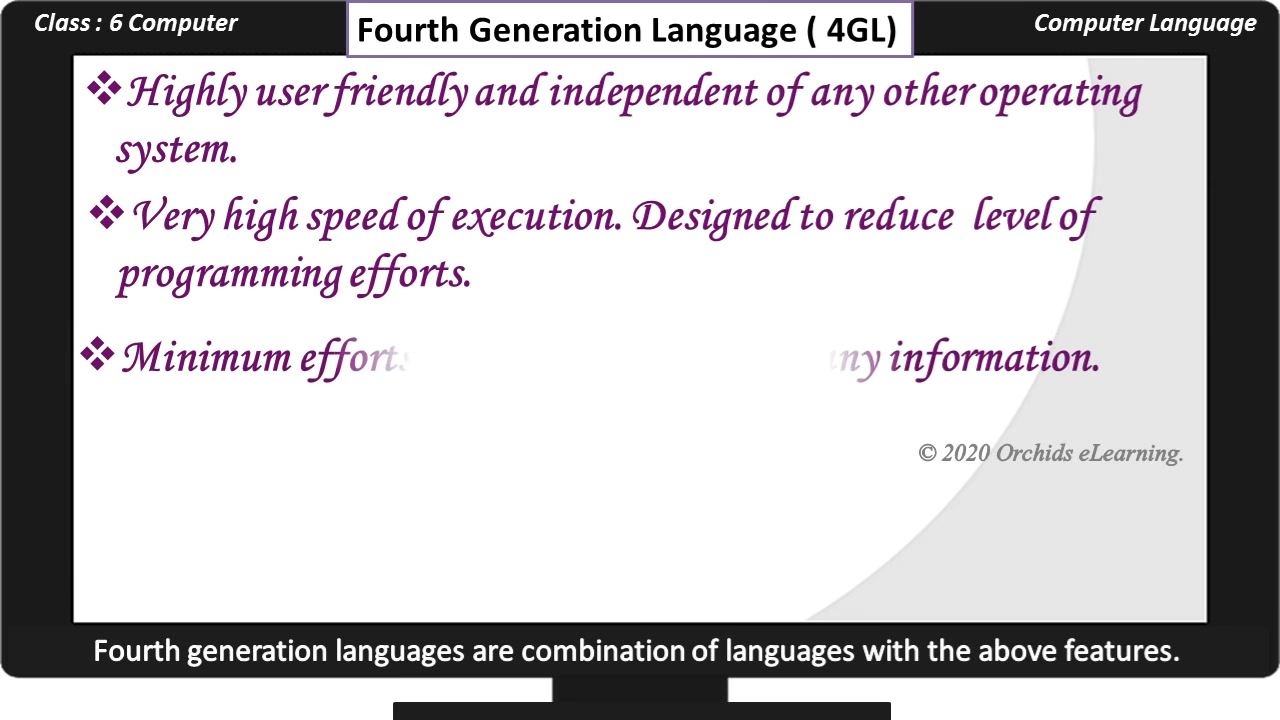 Class : 6 Computer
Fourth Generation Language ( 4GL)
Computer Language
❖Highly user friendly and independent of any other operating
system.
❖Very high speed of execution. Designed to reduce level of
programming efforts.
❖Minimum efforts
information.
© 2020 Orchids eLearning.
Fourth generation languages are combination of languages with the above features.